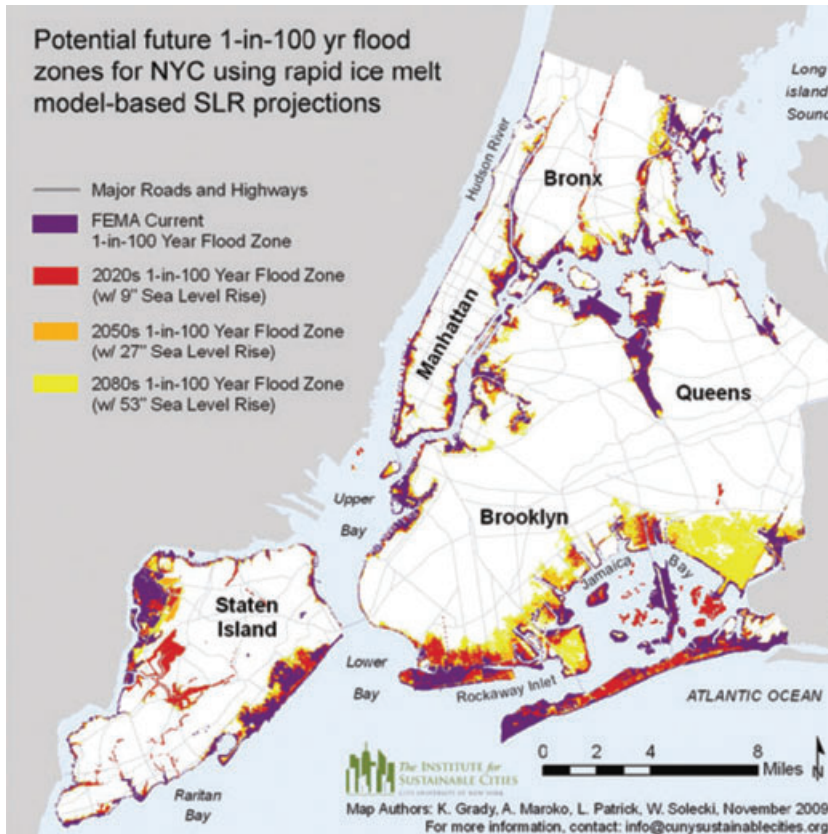 Potential future 1-in-100 yr flood
zones for NYC using rapid ice melt
model-based SLR projections
Long
island
Sound
Hudson River
Major Roads and Highways
FEMA Current
1-in-100 Year Flood Zone
2020s 1-in-100 Year Flood Zone
(w/ 9" Sea Level Rise)
2050s 1-in-100 Year Flood Zone
(w/ 27" Sea Level Rise)
2080s 1-in-100 Year Flood Zone
(w/ 53" Sea Level Rise)
Bronx
Manhattan
Queens
Upper
Bay
Brooklyn
Jamaica
Bay
Staten
Island
Lower
Bay
Rockaway Inlet
ATLANTIC OCEAN
Raritan
Bay
The INSTITUTE for
SUSTAINABLE CITIES
CITY UNIVERSITY OF NEW YORK
0 2 4 8
Miles
N
Map Authors: K. Grady, A. Maroko, L. Patrick, W. Solecki, November 2009
For more information, contact: info@cunysustainablecities.org